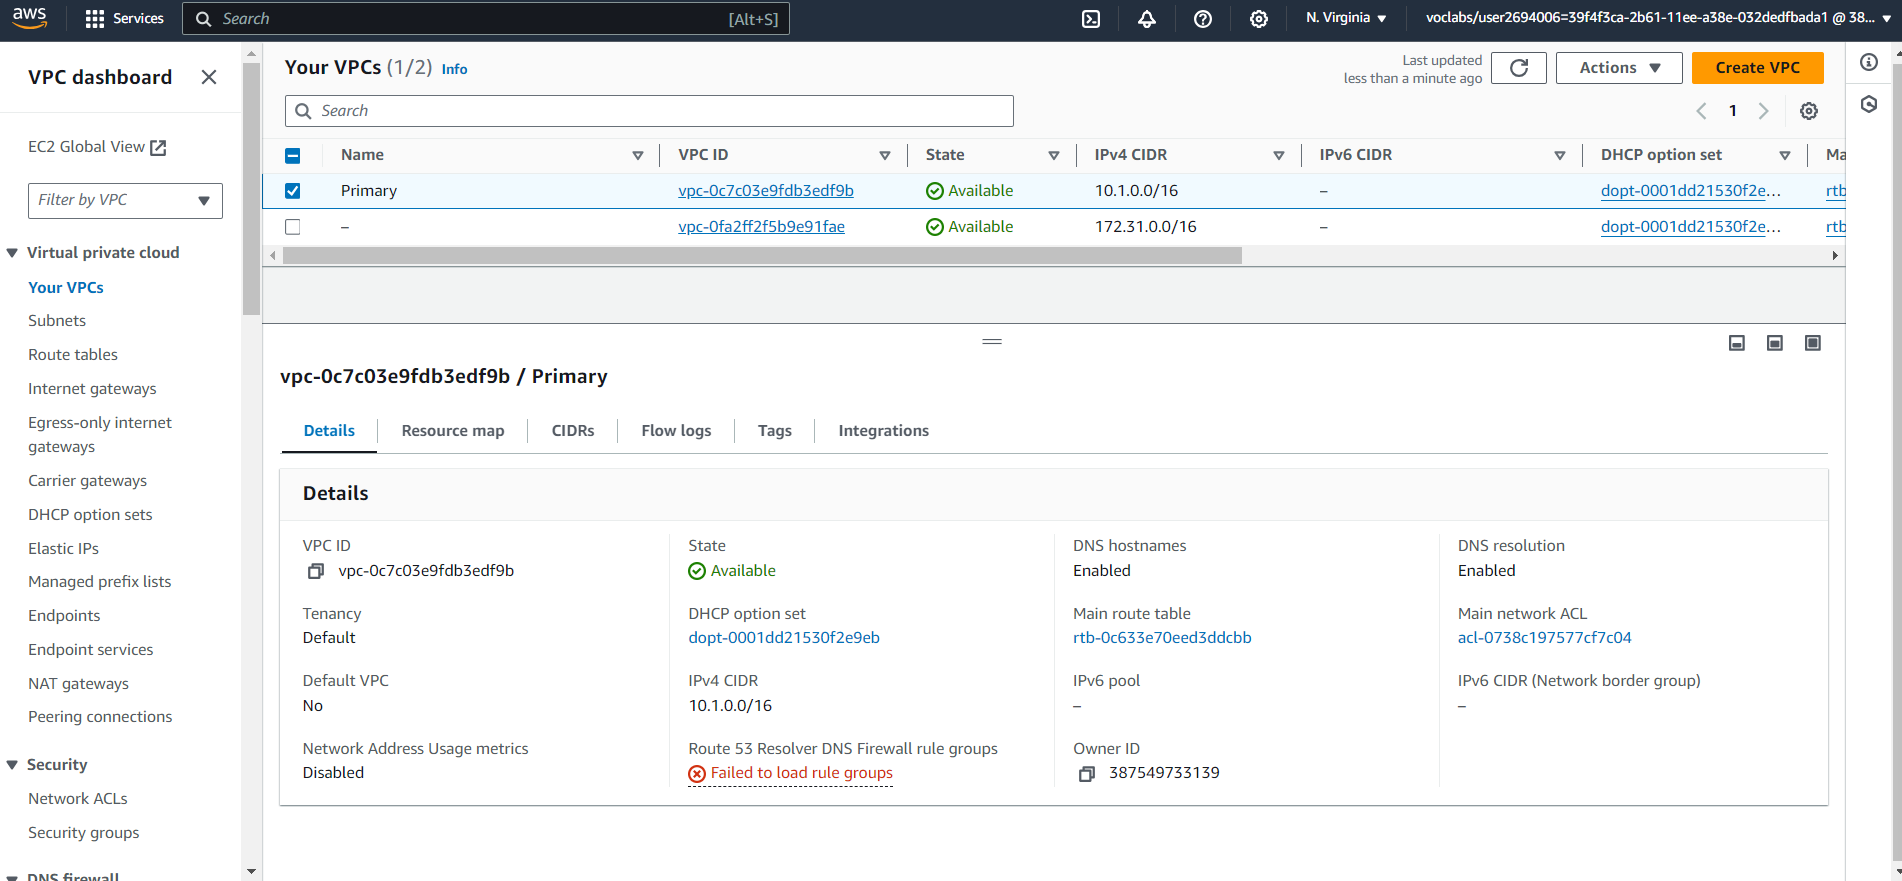 aws
Services
Search
[Alt+S]
N. Virginia
voclabs/user2694006=39f4f3ca-2b61-11ee-a38e-032dedfbada1 @ 38...
VPC dashboard
EC2 Global View
Filter by VPC
Virtual private cloud
Your VPCs
Subnets
Route tables
Internet gateways
Egress-only internet
gateways
Carrier gateways
DHCP option sets
Elastic IPs
Managed prefix lists
Endpoints
Endpoint services
NAT gateways
Peering connections
Security
Network ACLs
Security groups
DNS firewall
Your VPCs (1/2) Info
Last updated
less than a minute ago
Actions
Create VPC
Search
1
Name
VPC ID
State
IPv4 CIDR
IPv6 CIDR
DHCP option set
Ma
Primary
vpc-0c7c03e9fdb3edf9b
Available
10.1.0.0/16
–
dopt-0001dd21530f2e...
rtb
–
vpc-0fa2ff2f5b9e91fae
Available
172.31.0.0/16
–
dopt-0001dd21530f2e...
rtb
vpc-0c7c03e9fdb3edf9b / Primary
Details
Resource map
CIDRs
Flow logs
Tags
Integrations
Details
VPC ID
vpc-0c7c03e9fdb3edf9b
State
Available
DNS hostnames
Enabled
DNS resolution
Enabled
Tenancy
Default
DHCP option set
dopt-0001dd21530f2e9eb
Main route table
rtb-0c633e70eed3ddcbb
Main network ACL
acl-0738c197577cf7c04
Default VPC
No
IPv4 CIDR
10.1.0.0/16
IPv6 pool
–
IPv6 CIDR (Network border group)
–
Network Address Usage metrics
Disabled
Route 53 Resolver DNS Firewall rule groups
Failed to load rule groups
Owner ID
387549733139